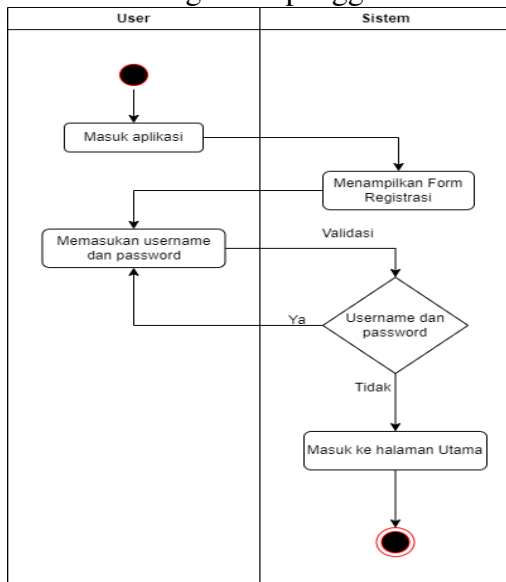 User
Sistem
Masuk aplikasi
Menampilkan Form
Registrasi
Memasukan username
dan password
Validasi
Username dan
password
Ya
Tidak
Masuk ke halaman Utama